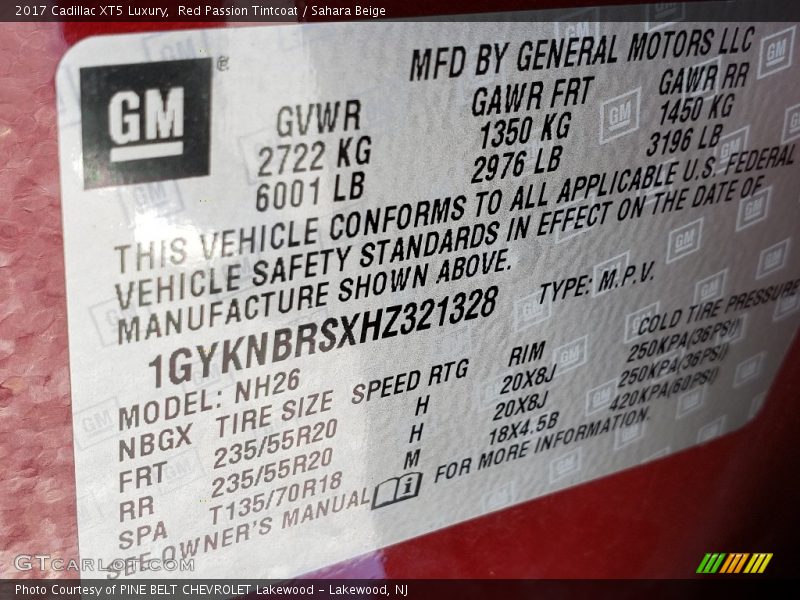 2017 Cadillac XT5 Luxury,  Red Passion Tintcoat / Sahara Beige
GM ®
MFD BY GENERAL MOTORS LLC
GVWR GAWR FRT GAWR RR
2722 KG 1350 KG 1450 KG
6001 LB 2976 LB 3196 LB
THIS VEHICLE CONFORMS TO ALL APPLICABLE U.S. FEDERAL
VEHICLE SAFETY STANDARDS IN EFFECT ON THE DATE OF
MANUFACTURE SHOWN ABOVE.
1GYKNBRSXHZ321328 TYPE: M.P.V.
MODEL: NH26
NBGX TIRE SIZE SPEED RTG RIM COLD TIRE PRESSURE
FRT 235/55R20 H 20X8J 250KPA(36PSI)
RR 235/55R20 H 20X8J 250KPA(36PSI)
SPA T135/70R18 M 18X4.5B 420KPA(60PSI)
SEE OWNER'S MANUAL i FOR MORE INFORMATION.
GTcarlot.com
Photo Courtesy of PINE BELT CHEVROLET Lakewood - Lakewood, NJ